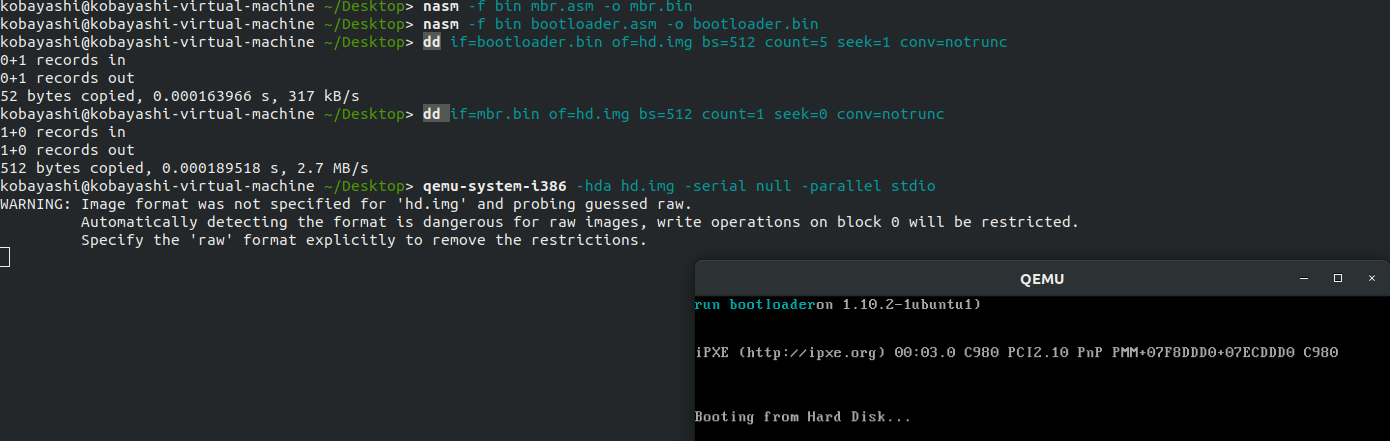 kobayashi@kobayashi-virtual-machine ~/Desktop> nasm -f bin mbr.asm -o mbr.bin
kobayashi@kobayashi-virtual-machine ~/Desktop> nasm -f bin bootloader.asm -o bootloader.bin
kobayashi@kobayashi-virtual-machine ~/Desktop> dd if=bootloader.bin of=hd.img bs=512 count=5 seek=1 conv=notrunc
0+1 records in
0+1 records out
52 bytes copied, 0.000163966 s, 317 kB/s
kobayashi@kobayashi-virtual-machine ~/Desktop> dd if=mbr.bin of=hd.img bs=512 count=1 seek=0 conv=notrunc
1+0 records in
1+0 records out
512 bytes copied, 0.000189518 s, 2.7 MB/s
kobayashi@kobayashi-virtual-machine ~/Desktop> qemu-system-i386 -hda hd.img -serial null -parallel stdio
WARNING: Image format was not specified for 'hd.img' and probing guessed raw.
Automatically detecting the format is dangerous for raw images, write operations on block 0 will be restricted.
Specify the 'raw' format explicitly to remove the restrictions.
QEMU
run bootloaderon 1.10.2-1ubuntu1)
iPXE (http://ipxe.org) 00:03.0 C980 PCI2.10 PnP PMM+07F8DDD0+07ECDDD0 C980
Booting from Hard Disk...